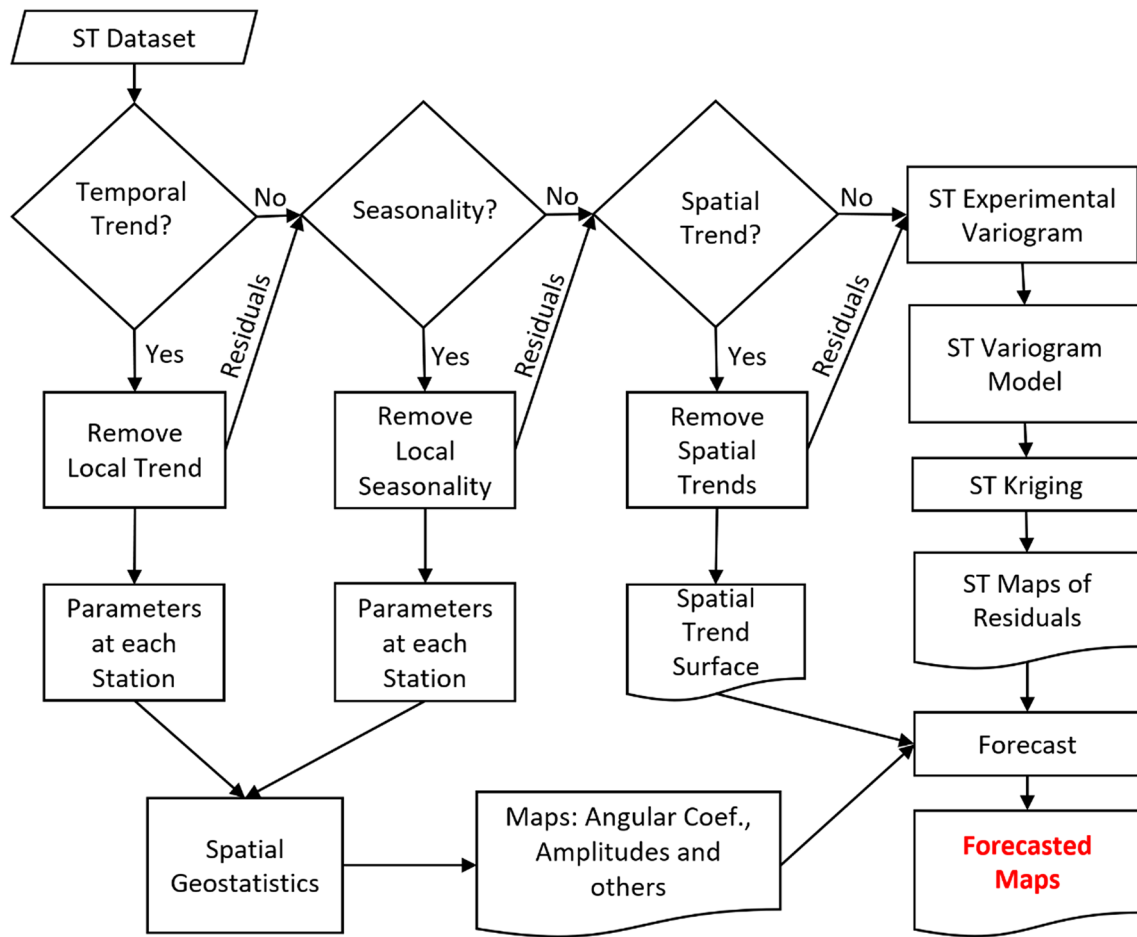 ST Dataset
Temporal
Trend?
No
Yes
Residuals
Remove
Local Trend
Parameters
at each
Station
Seasonality?
No
Yes
Residuals
Remove
Local
Seasonality
Parameters
at each
Station
Spatial
Geostatistics
Maps: Angular Coef.,
Amplitudes and
others
Spatial
Trend?
No
Yes
Residuals
Remove
Spatial
Trends
Spatial
Trend
Surface
ST Experimental
Variogram
ST Variogram
Model
ST Kriging
ST Maps of
Residuals
Forecast
Forecasted
Maps